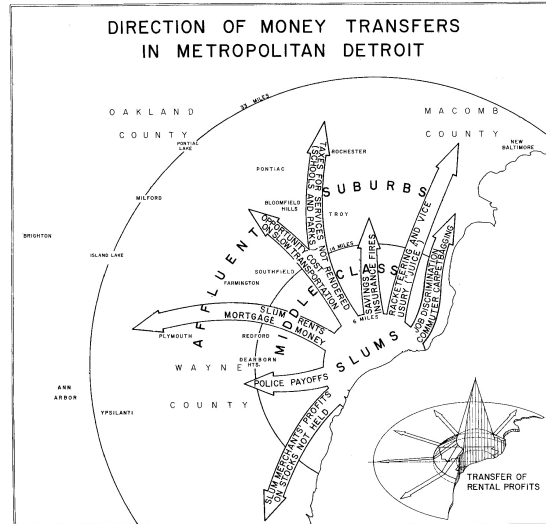 DIRECTION OF MONEY TRANSFERS
IN METROPOLITAN DETROIT
33 MILES
OAKLAND
COUNTY
MACOMB
COUNTY
PONTIAC
LAKE
NEW
BALTIMORE
ROCHESTER
PONTIAC
MILFORD
SUBURBS
BLOOMFIELD
HILLS
TROY
TAXES FOR SERVICES NOT RENDERED
(SCHOOLS AND PARKS)
BRIGHTON
ISLAND LAKE
AFFLUENT
OPPORTUNITY COST
ON SLOW TRANSPORTATION
SOUTHFIELD
FARMINGTON
CLASS
SAVINGS
INSURANCE FIRES
RACKETEERING AND VICE
USURY ("JUICE")
JOB DISCRIMINATION
COMMUTER CARPETBAGGING
MIDDLE
6 MILES
SLUM RENTS
MORTGAGE MONEY
PLYMOUTH
REDFORD
SLUMS
WAYNE
COUNTY
DEARBORN
HTS.
POLICE PAYOFFS
ANN
ARBOR
YPSILANTI
SLUM MERCHANTS' PROFITS
ON STOCKS NOT HELD
TRANSFER OF
RENTAL PROFITS